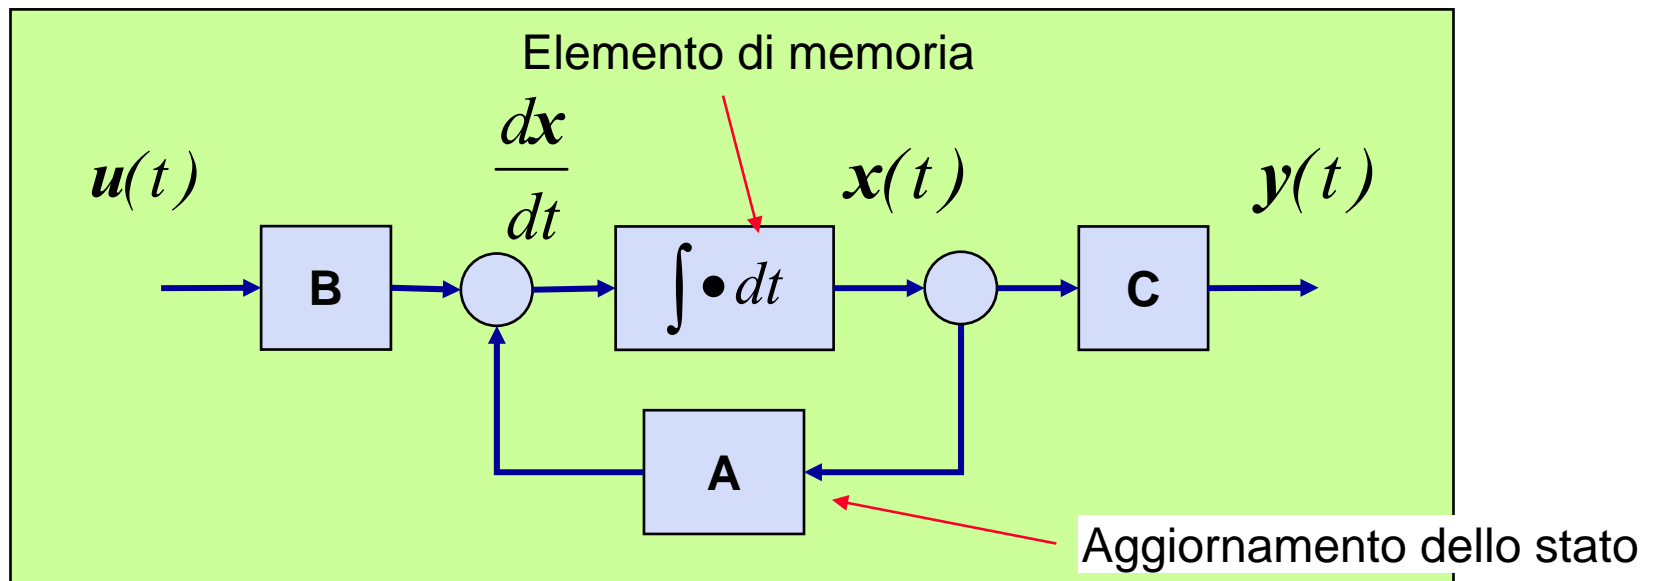 Elemento di memoria
dx
dt
u(t)
x(t)
y(t)
B
∫ • dt
C
A
Aggiornamento dello stato